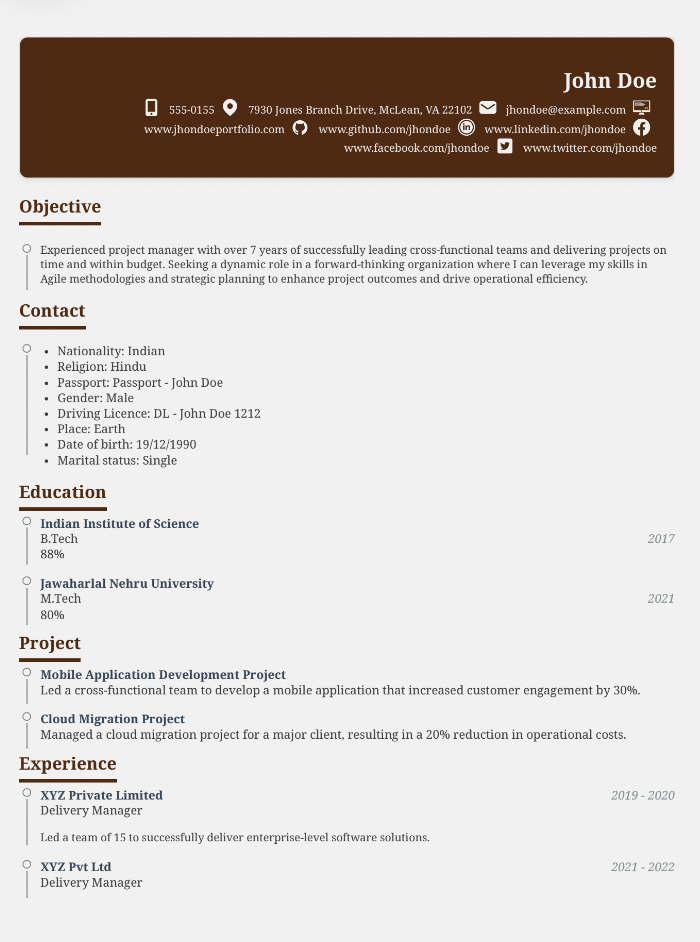 John Doe
555-0155 7930 Jones Branch Drive, McLean, VA 22102 jhondoe@example.com
www.jhondoeportfolio.com www.github.com/jhondoe www.linkedin.com/jhondoe
www.facebook.com/jhondoe www.twitter.com/jhondoe
Objective
Experienced project manager with over 7 years of successfully leading cross-functional teams and delivering projects on
time and within budget. Seeking a dynamic role in a forward-thinking organization where I can leverage my skills in
Agile methodologies and strategic planning to enhance project outcomes and drive operational efficiency.
Contact
• Nationality: Indian
• Religion: Hindu
• Passport: Passport - John Doe
• Gender: Male
• Driving Licence: DL - John Doe 1212
• Place: Earth
• Date of birth: 19/12/1990
• Marital status: Single
Education
Indian Institute of Science
B.Tech 2017
88%
Jawaharlal Nehru University
M.Tech 2021
80%
Project
Mobile Application Development Project
Led a cross-functional team to develop a mobile application that increased customer engagement by 30%.
Cloud Migration Project
Managed a cloud migration project for a major client, resulting in a 20% reduction in operational costs.
Experience
XYZ Private Limited 2019 - 2020
Delivery Manager
Led a team of 15 to successfully deliver enterprise-level software solutions.
XYZ Pvt Ltd 2021 - 2022
Delivery Manager